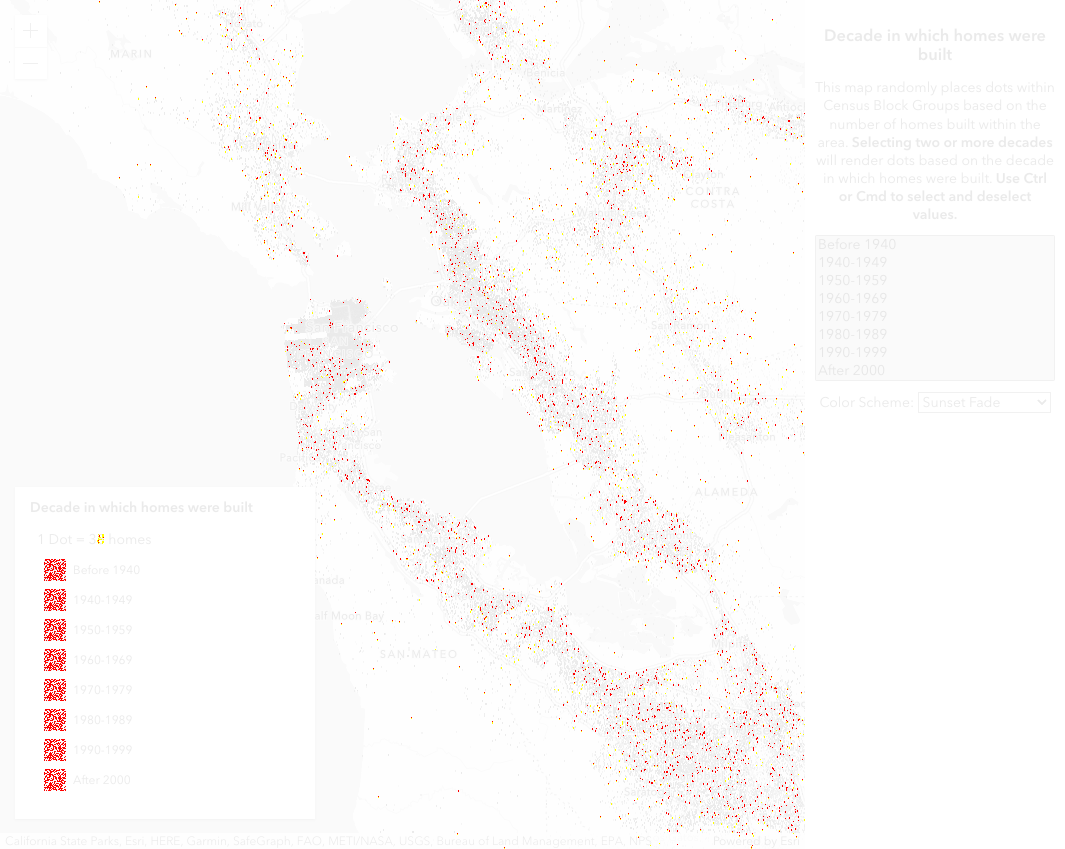 MARIN
Benicia
CONTRA
COSTA
ALAMEDA
SAN MATEO
Decade in which homes were
built
This map randomly places dots within
Census Block Groups based on the
number of homes built within the
area. Selecting two or more decades
will render dots based on the decade
in which homes were built. Use Ctrl
or Cmd to select and deselect
values.
Before 1940
1940-1949
1950-1959
1960-1969
1970-1979
1980-1989
1990-1999
After 2000
Color Scheme: Sunset Fade
Decade in which homes were built
1 Dot = homes
Before 1940
1940-1949
1950-1959
1960-1969
1970-1979
1980-1989
1990-1999
After 2000
alf Moon Bay
California State Parks, Esri, HERE, Garmin, SafeGraph, FAO, METI/NASA, USGS, Bureau of Land Management, EPA, NPS
Powered by Esri